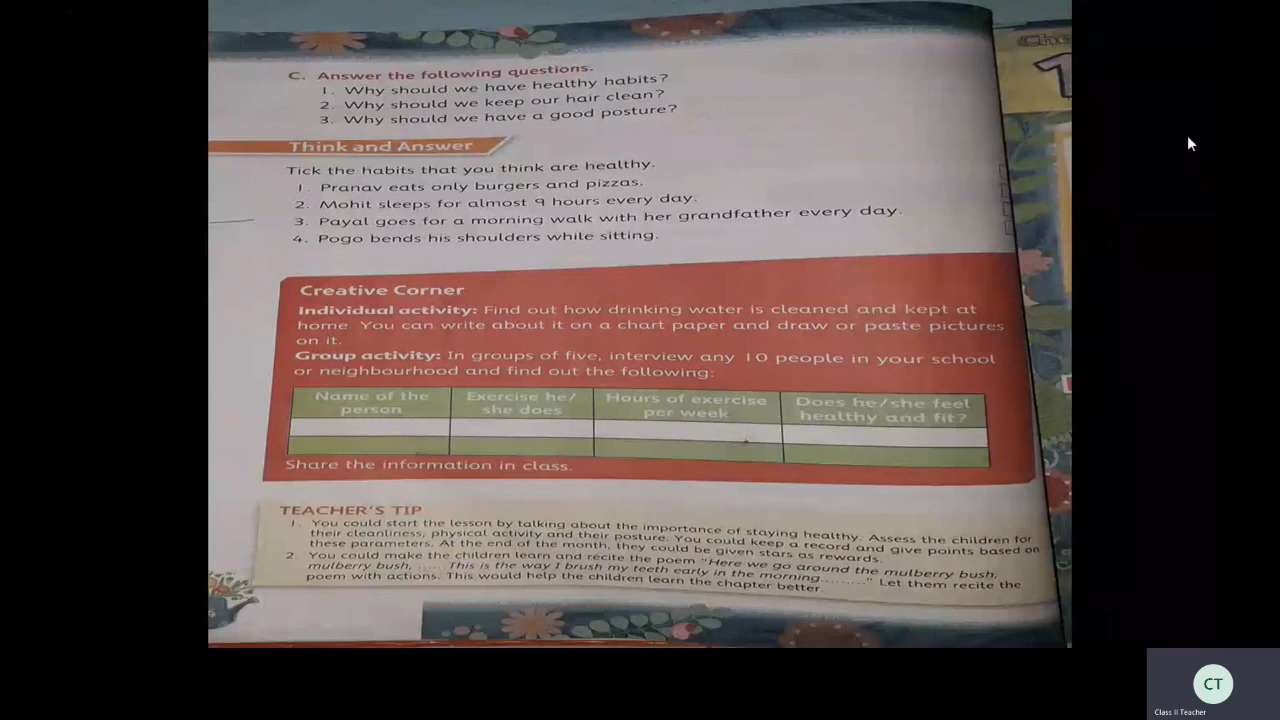 C. Answer the following questions.
1. Why should we have healthy habits?
2. Why should we keep our hair clean?
3. Why should we have a good posture?
Think and Answer
Tick the habits that you think are healthy.
1. Pranav eats only burgers and pizzas.
2. Mohit sleeps for almost 9 hours every day.
3. Payal goes for a morning walk with her grandfather every day.
4. Pogo bends his shoulders while sitting.
Creative Corner
Individual activity: Find out how drinking water is cleaned and kept at
home. You can write about it on a chart paper and draw or paste pictures
on it.
Group activity: In groups of five, interview any 10 people in your school
or neighbourhood and find out the following:
Name of the person
Exercise he/she does
Hours of exercise per week
Does he/she feel healthy and fit?
Share the information in class.
TEACHER'S TIP
1. You could start the lesson by talking about the importance of staying healthy. Assess the children for
their cleanliness, physical activity and their posture. You could keep a record and give points based on
these parameters. At the end of the month, they could be given stars as rewards.
2. You could make the children learn and recite the poem "Here we go around the mulberry bush,
mulberry bush, ..... This is the way I brush my teeth early in the morning........." Let them recite the
poem with actions. This would help the children learn the chapter better.
CT
Class II Teacher